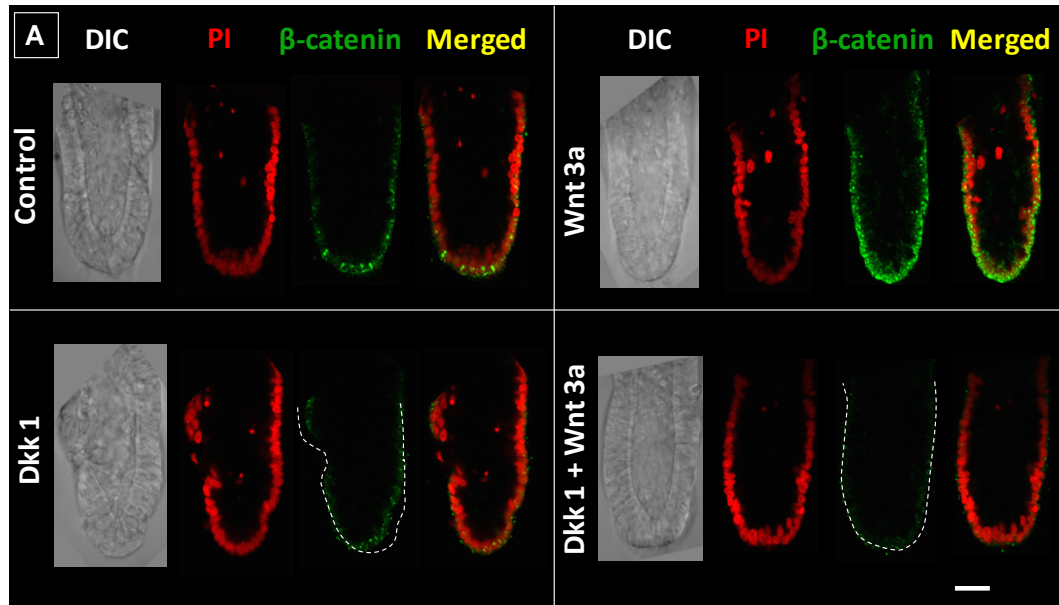 A
DIC PI β-catenin Merged
DIC PI β-catenin Merged
Control
Wnt 3a
Dkk 1
Dkk 1 + Wnt 3a